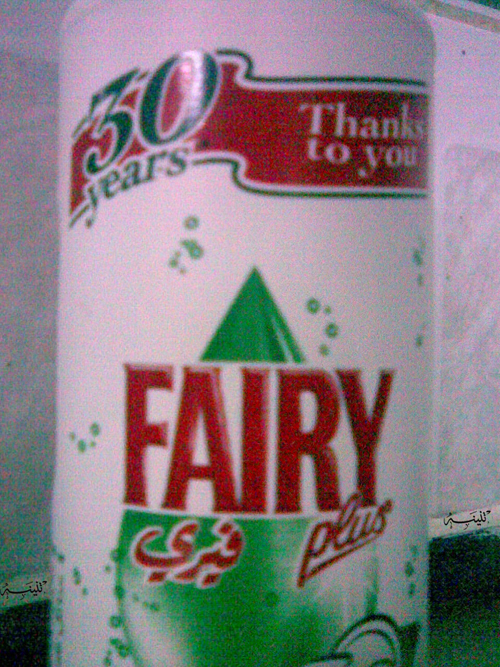 30
years
Thanks
to you
FAIRY
plus
فيري